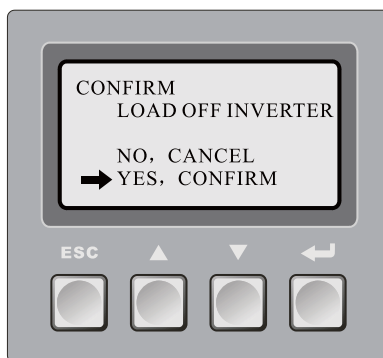 CONFIRM
LOAD OFF INVERTER
NO, CANCEL
YES, CONFIRM
ESC